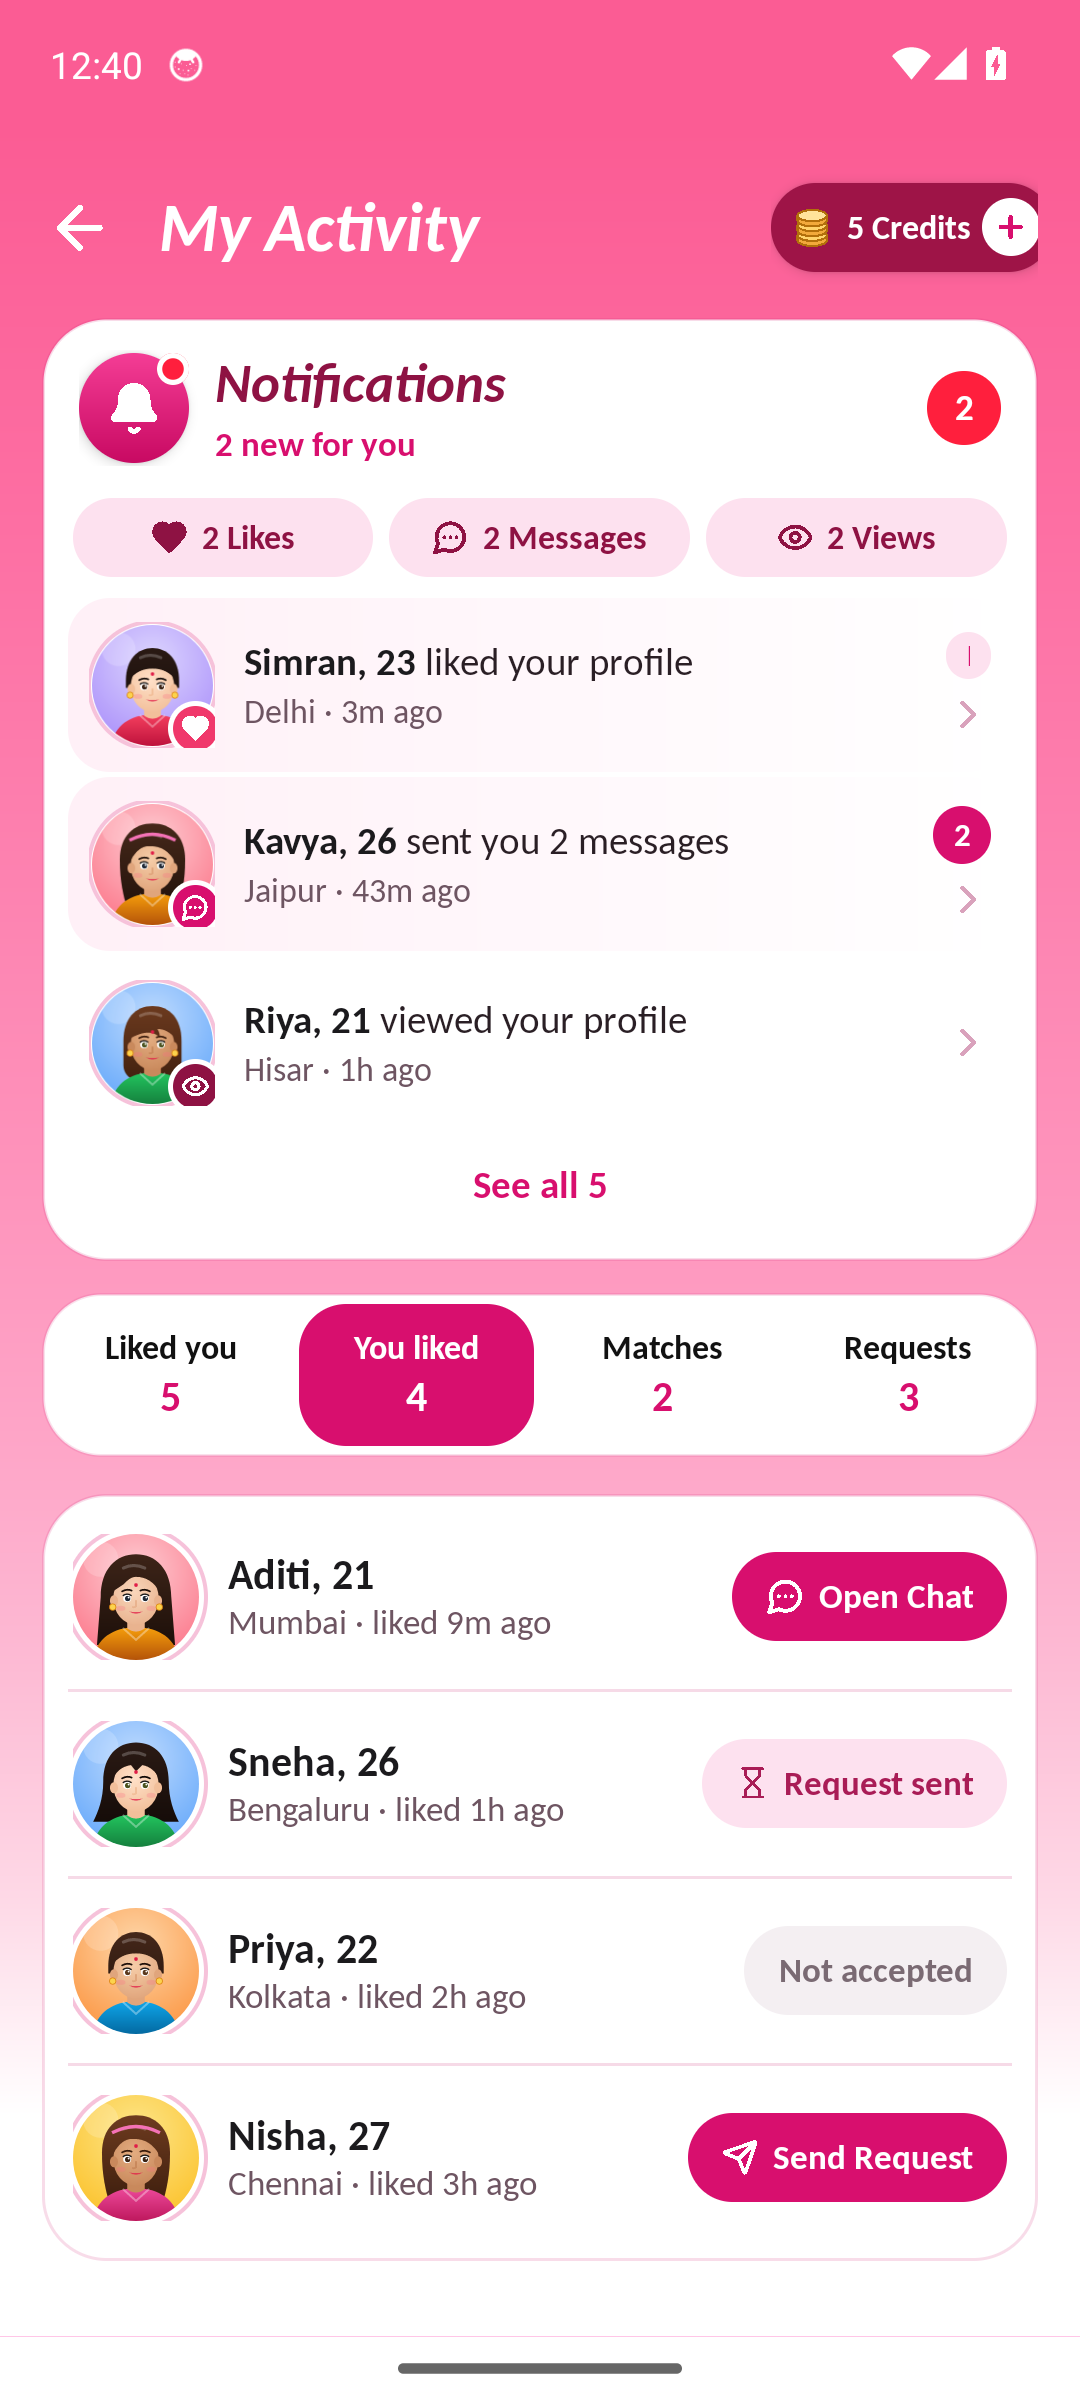 12:40
My Activity
5 Credits
Notifications
2 new for you
2
2 Likes
2 Messages
2 Views
Simran, 23 liked your profile
Delhi · 3m ago
Kavya, 26 sent you 2 messages
Jaipur · 43m ago
2
Riya, 21 viewed your profile
Hisar · 1h ago
See all 5
Liked you
5
You liked
4
Matches
2
Requests
3
Aditi, 21
Mumbai · liked 9m ago
Open Chat
Sneha, 26
Bengaluru · liked 1h ago
Request sent
Priya, 22
Kolkata · liked 2h ago
Not accepted
Nisha, 27
Chennai · liked 3h ago
Send Request